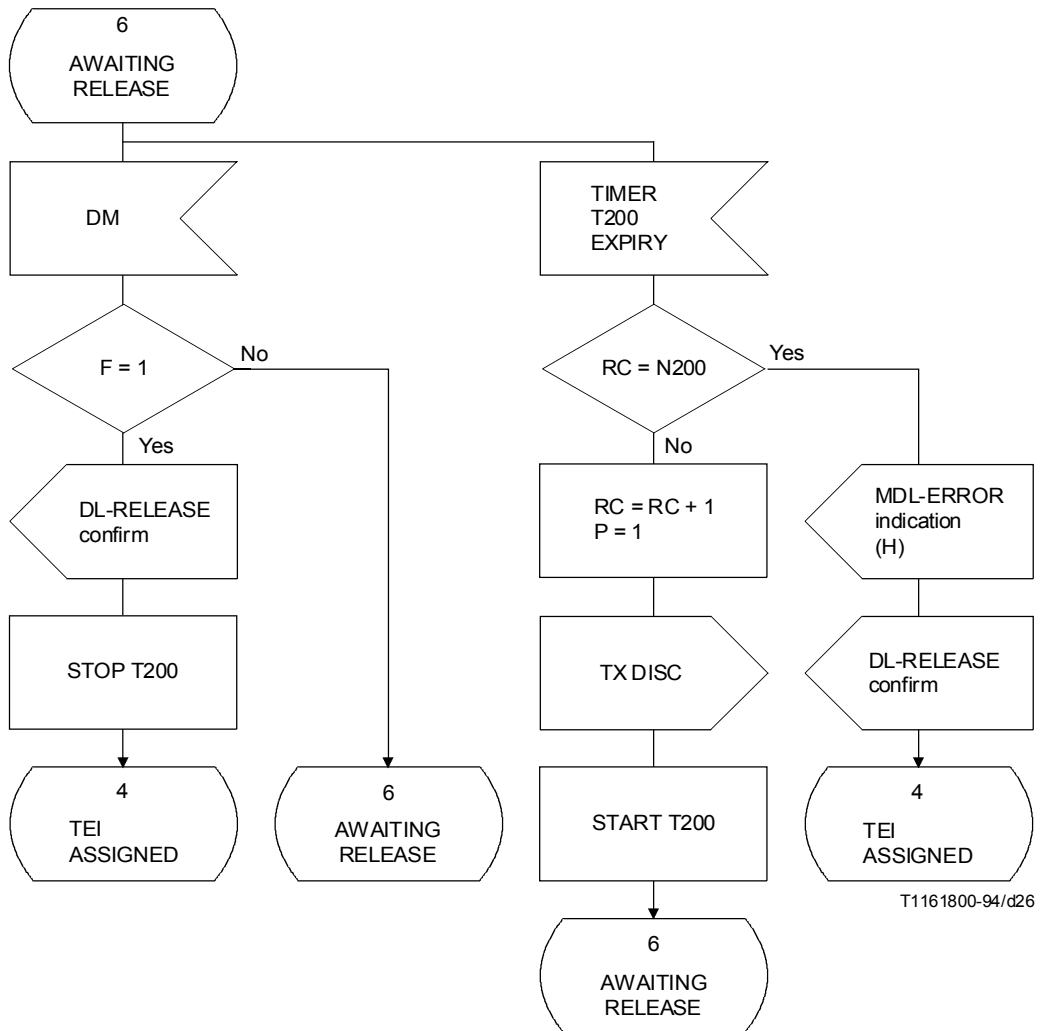 6
AWAITING
RELEASE
DM
TIMER
T200
EXPIRY
F = 1
No
Yes
RC = N200
Yes
No
DL-RELEASE
confirm
RC = RC + 1
P = 1
MDL-ERROR
indication
(H)
STOP T200
TX DISC
DL-RELEASE
confirm
4
TEI
ASSIGNED
6
AWAITING
RELEASE
START T200
4
TEI
ASSIGNED
T1161800-94/d26
6
AWAITING
RELEASE